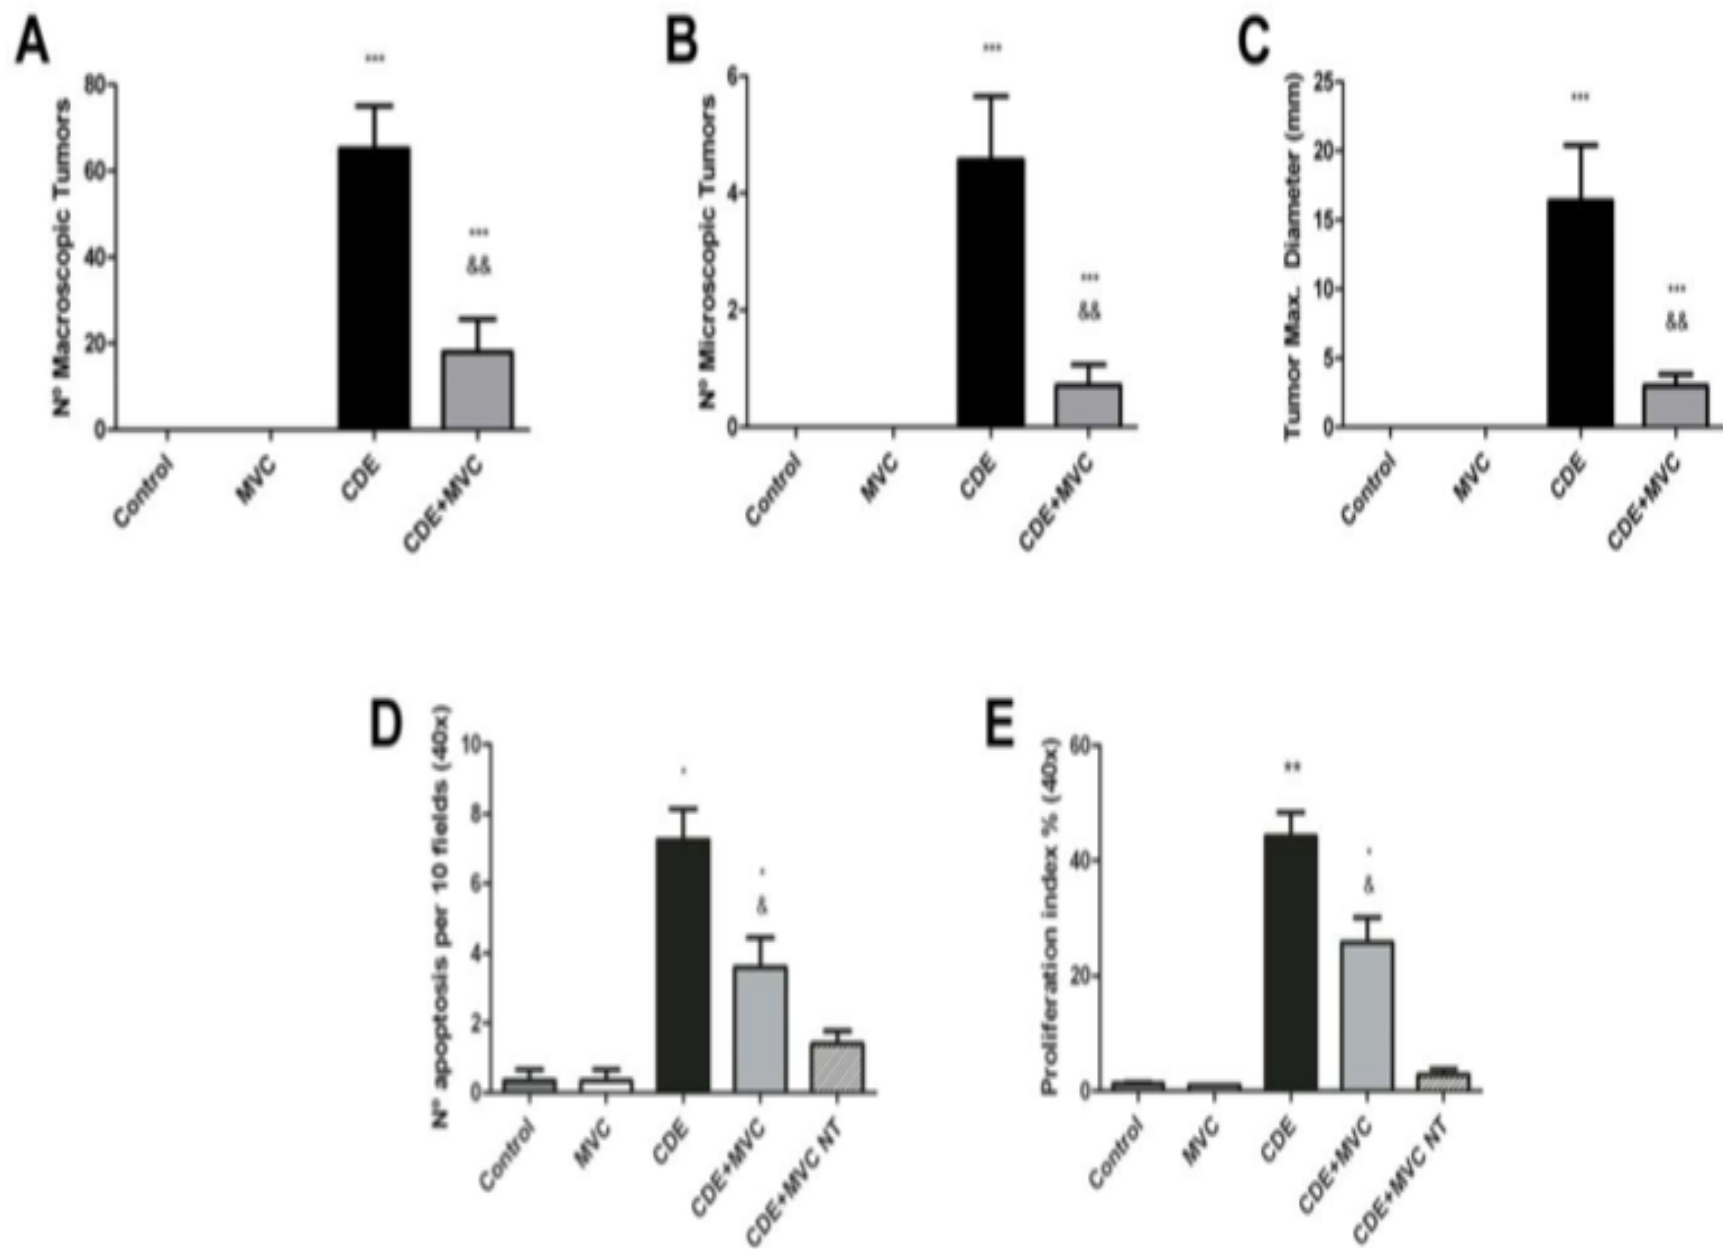 A
Nº Macroscopic Tumors
80
60
40
20
0
***
***
&&
Control
MVC
CDE
CDE+MVC
B
Nº Microscopic Tumors
6
4
2
0
***
***
&&
Control
MVC
CDE
CDE+MVC
C
Tumor Max. Diameter (mm)
25
20
15
10
5
0
***
***
&&
Control
MVC
CDE
CDE+MVC
D
Nº apoptosis per 10 fields (40x)
10
8
6
4
2
0
*
*
&
Control
MVC
CDE
CDE+MVC
CDE+MVC NT
E
Proliferation index % (40x)
60
40
20
0
**
*
&
Control
MVC
CDE
CDE+MVC
CDE+MVC NT